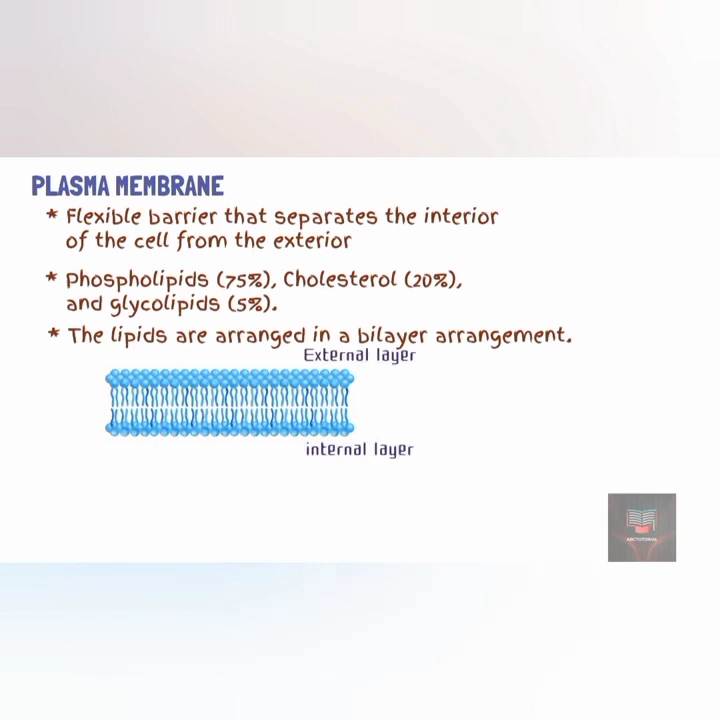 PLASMA MEMBRANE
* Flexible barrier that separates the interior
of the cell from the exterior
* Phospholipids (75%), Cholesterol (20%),
and glycolipids (5%).
* The lipids are arranged in a bilayer arrangement.
External layer
internal layer
ARCTUTORIAL